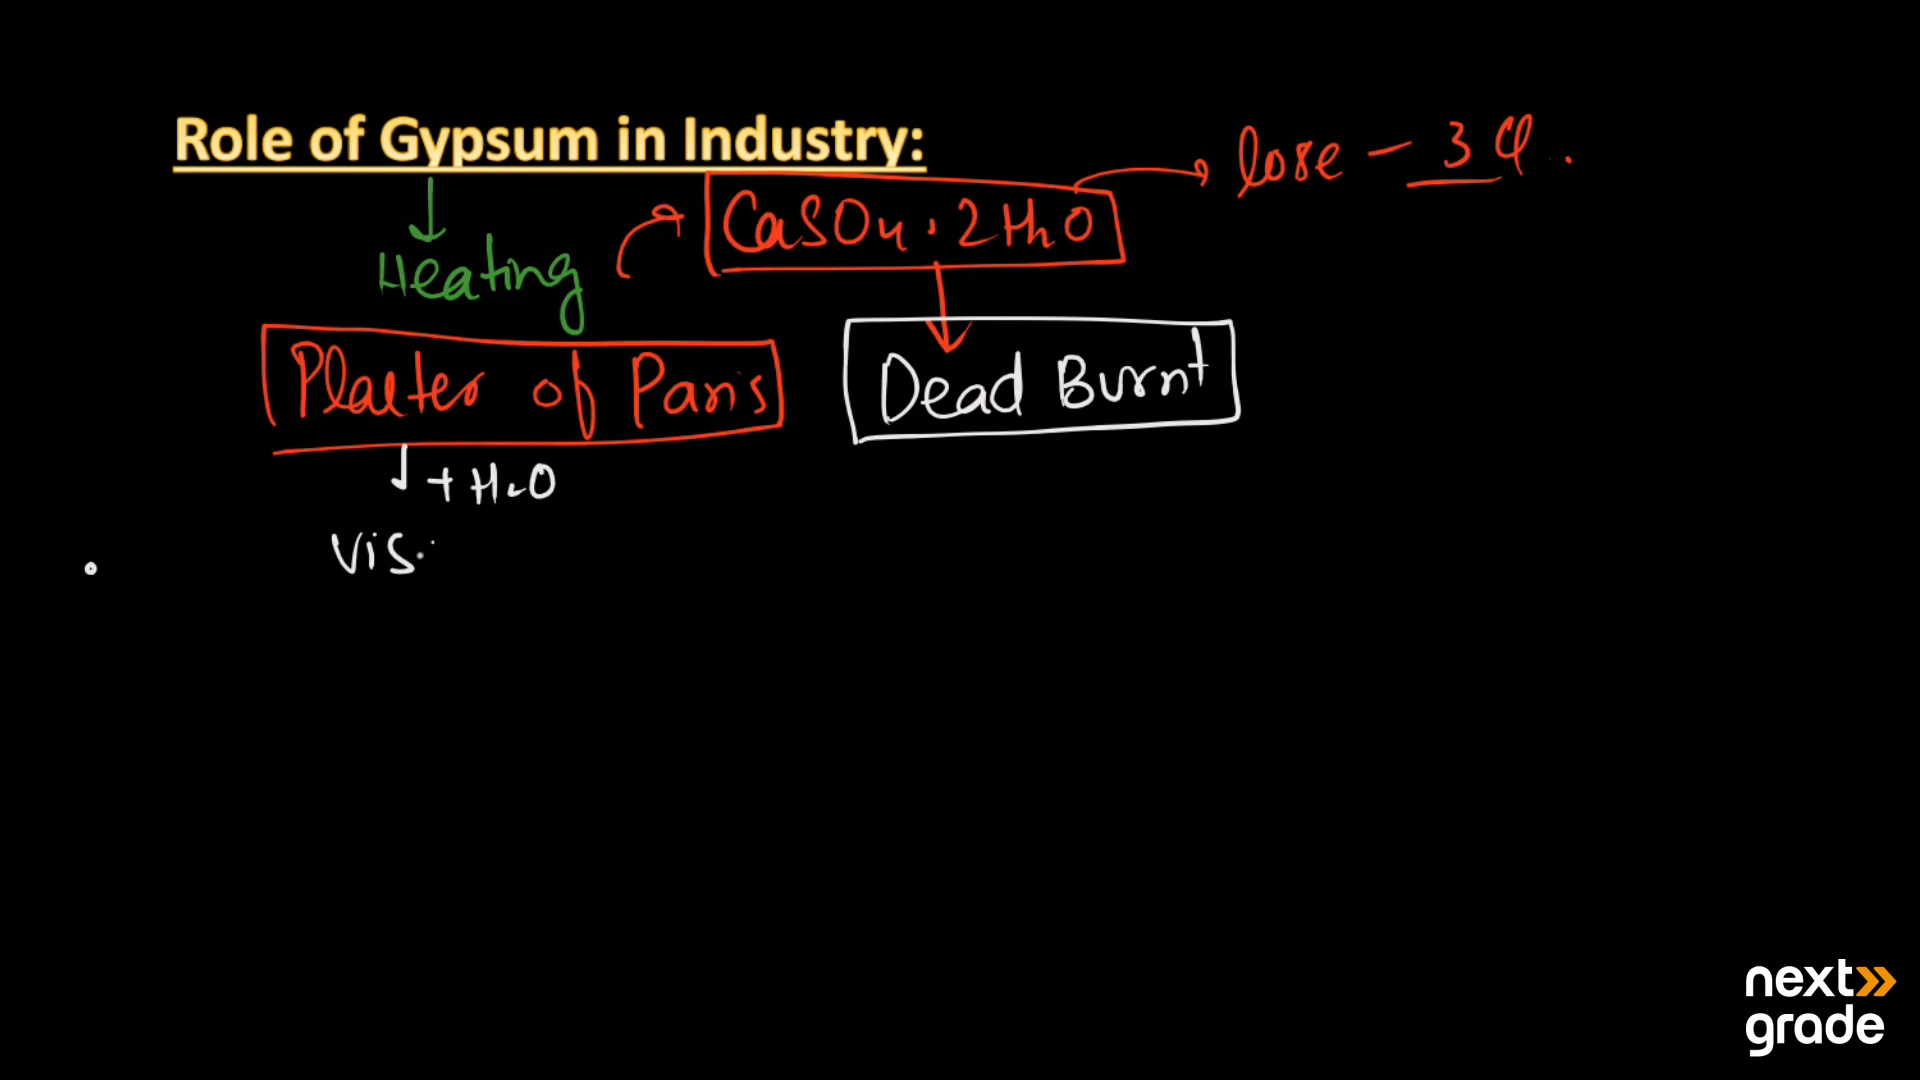 Role of Gypsum in Industry:
lose - 3
CaSO4 . 2H2O
Heating
Plaster of Paris
Dead Burnt
+ H2O
Vis
next
grade